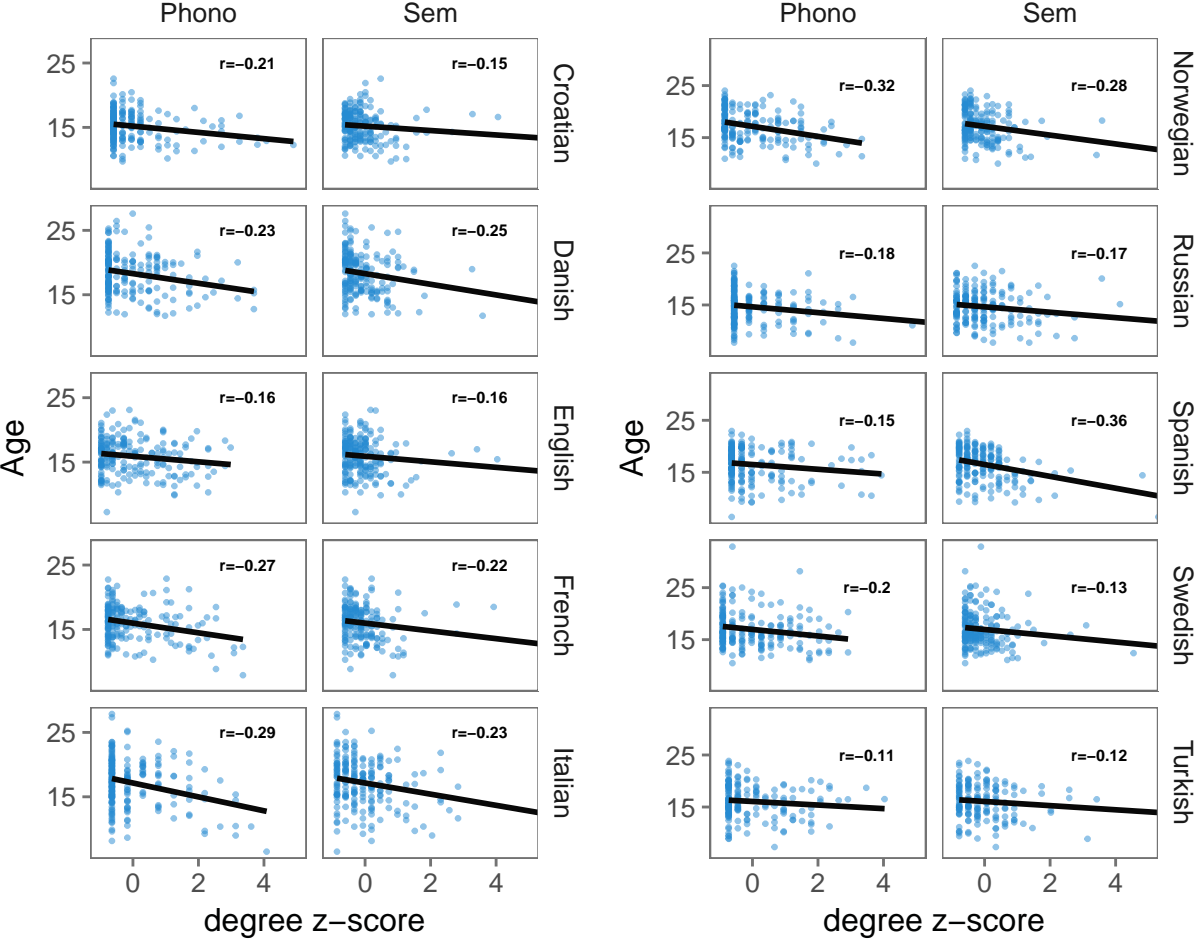 Phono Sem
25 15 r=−0.21 r=−0.15 Croatian
25 15 r=−0.23 r=−0.25 Danish
25 15 r=−0.16 r=−0.16 English
25 15 r=−0.27 r=−0.22 French
25 15 r=−0.29 r=−0.23 Italian
Age
0 2 4 0 2 4
degree z−score
Phono Sem
25 15 r=−0.32 r=−0.28 Norwegian
25 15 r=−0.18 r=−0.17 Russian
25 15 r=−0.15 r=−0.36 Spanish
25 15 r=−0.2 r=−0.13 Swedish
25 15 r=−0.11 r=−0.12 Turkish
Age
0 2 4 0 2 4
degree z−score